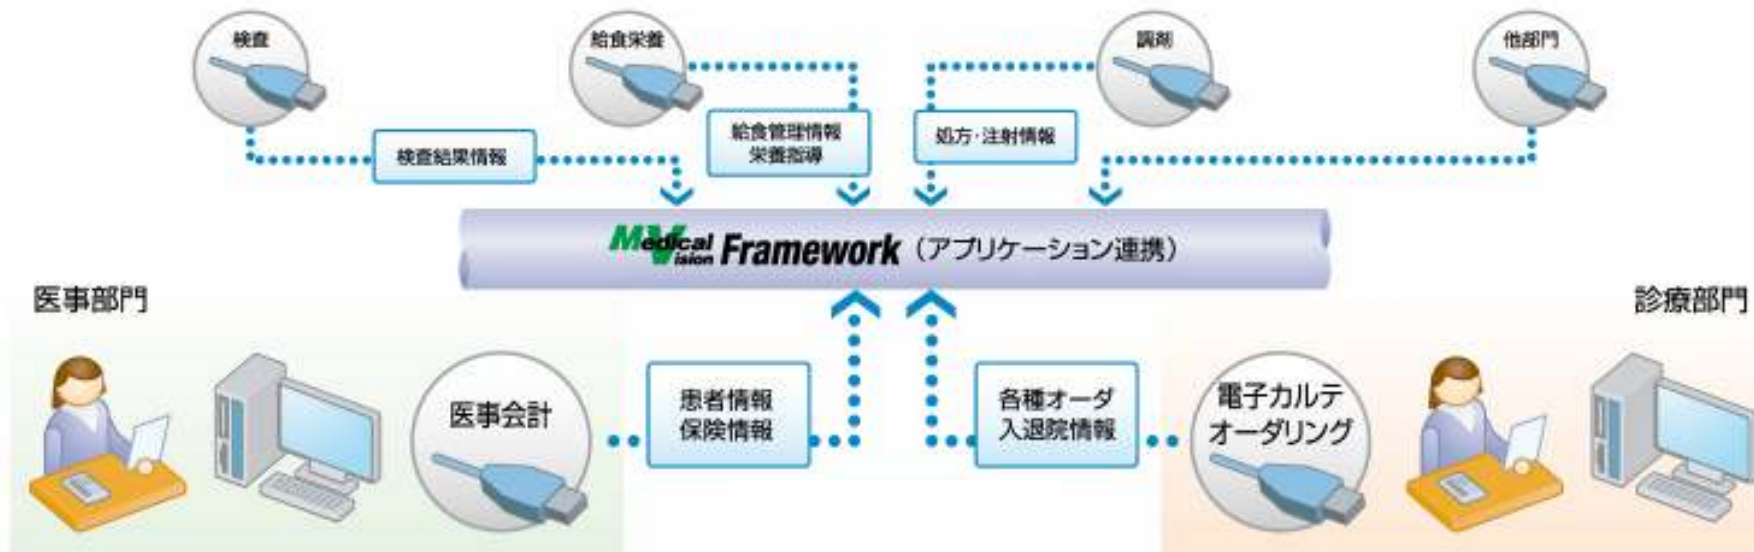 検査
給食栄養
調剤
他部門
検査結果情報
給食管理情報
栄養指導
処方・注射情報
Medical Vision Framework（アプリケーション連携）
医事部門
診療部門
医事会計
患者情報
保険情報
各種オーダ
入退院情報
電子カルテ
オーダリング